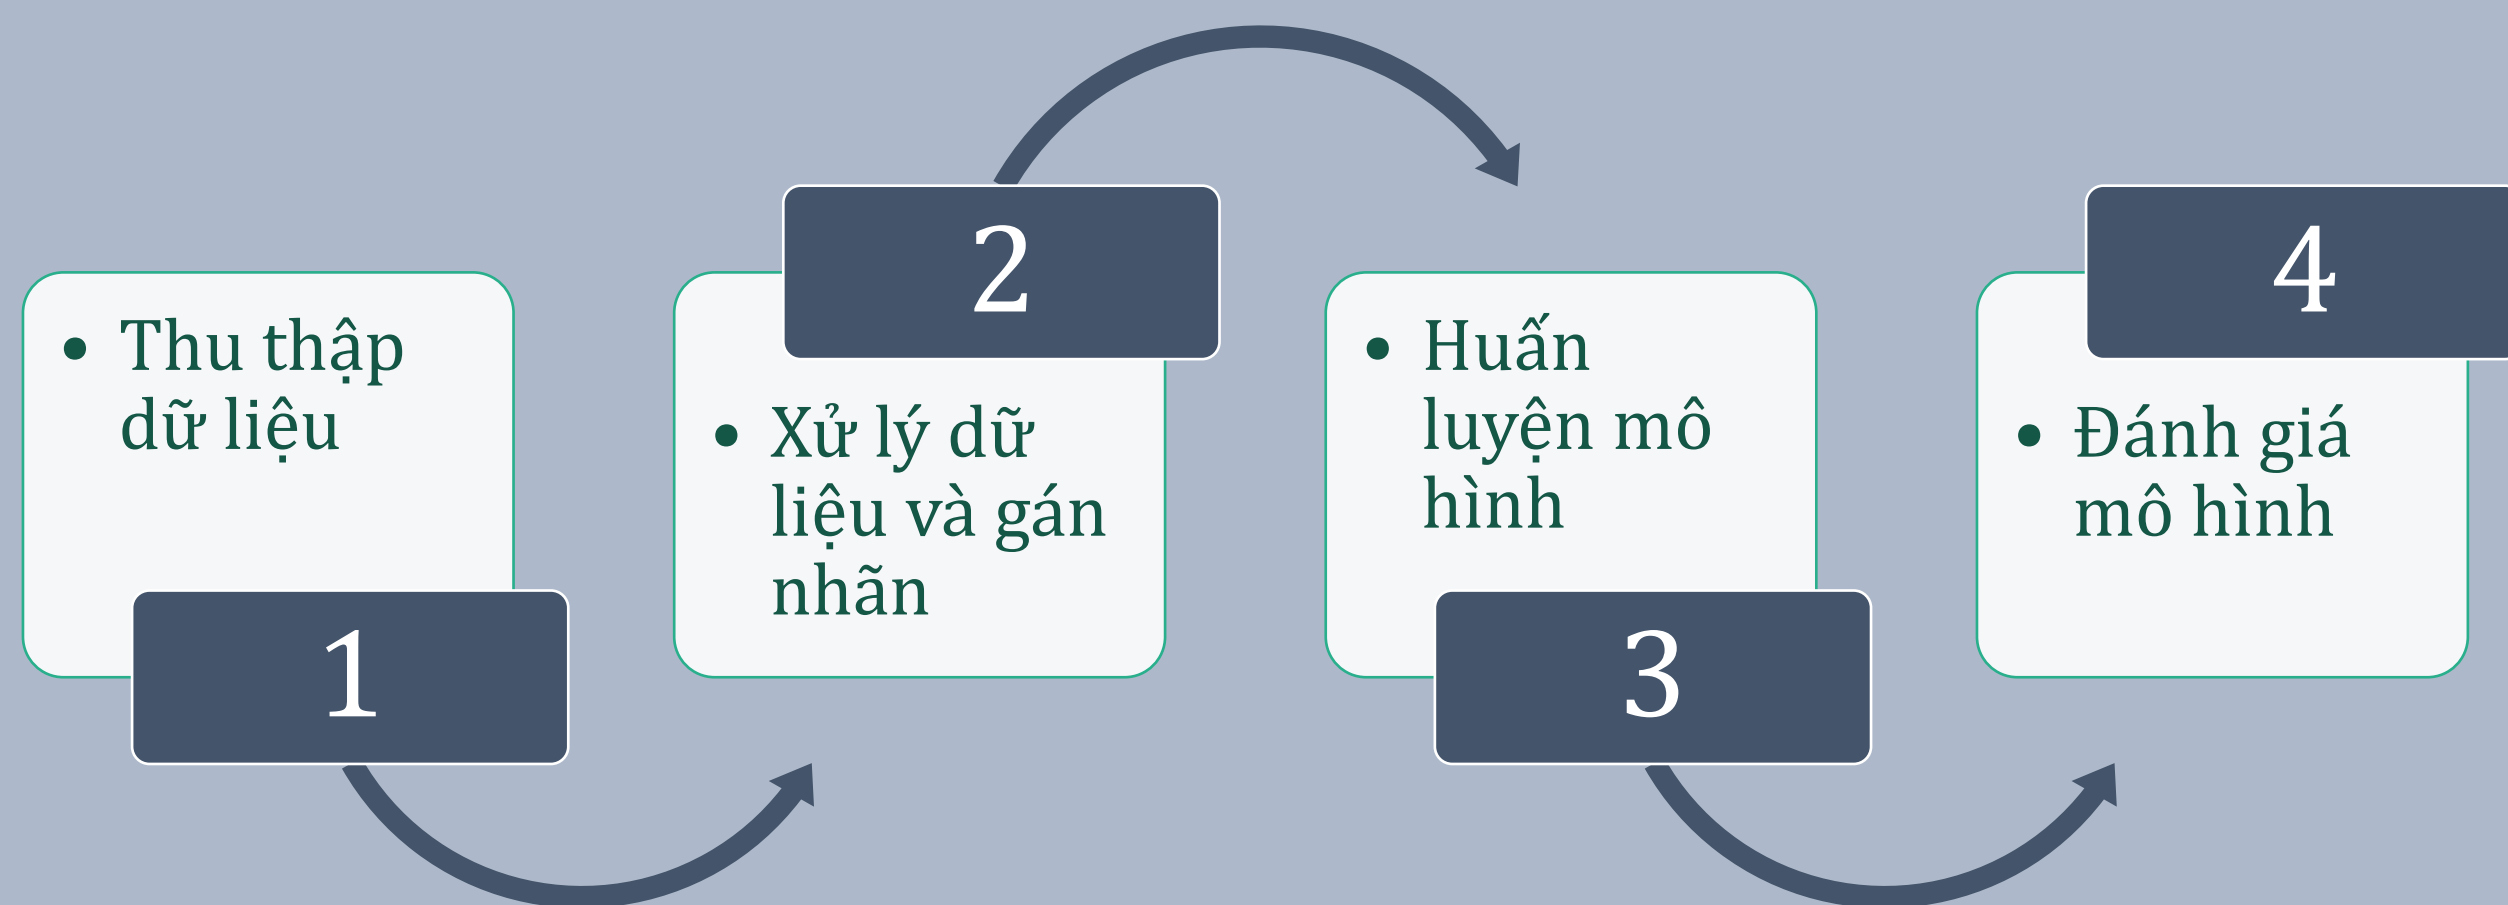 Thu thập
dữ liệu
1
2
Xử lý dữ
liệu và gán
nhãn
Huấn
luyện mô
hình
3
4
Đánh giá
mô hình